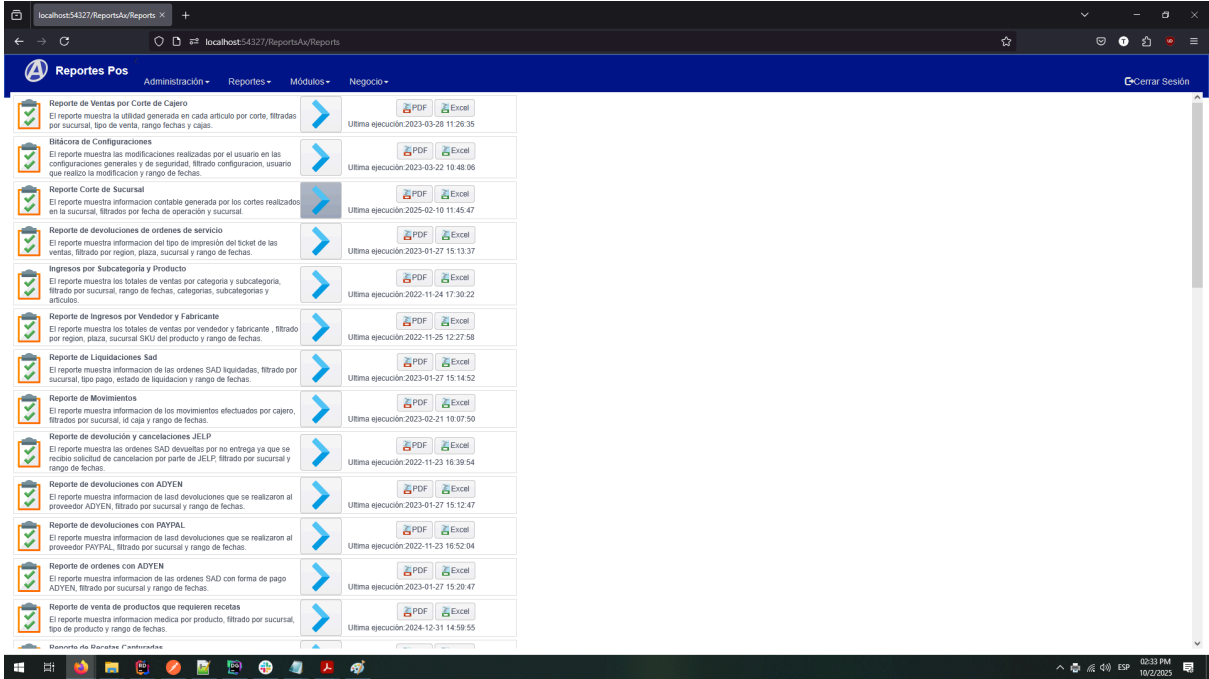 localhost:54327/ReportsAx/Reports
localhost:54327/ReportsAx/Reports
Reportes Pos
Administración Reportes Módulos Negocio
Cerrar Sesión
Reporte de Ventas por Corte de Cajero
El reporte muestra la utilidad generada en cada articulo por corte, filtradas
por sucursal, tipo de venta, rango fechas y cajas.
PDF Excel
Ultima ejecución:2023-03-28 11:26:35
Bitácora de Configuraciones
El reporte muestra las modificaciones realizadas por el usuario en las
configuraciones generales y de seguridad, filtrado configuracion, usuario
que realizo la modificacion y rango de fechas.
PDF Excel
Ultima ejecución:2023-03-22 10:48:06
Reporte Corte de Sucursal
El reporte muestra informacion contable generada por los cortes realizados
en la sucursal, filtrados por fecha de operación y sucursal.
PDF Excel
Ultima ejecución:2025-02-10 11:45:47
Reporte de devoluciones de ordenes de servicio
El reporte muestra informacion del tipo de impresión del ticket de las
ventas, filtrado por region, plaza, sucursal y rango de fechas.
PDF Excel
Ultima ejecución:2023-01-27 15:13:37
Ingresos por Subcategoría y Producto
El reporte muestra los totales de ventas por categoria y subcategoria,
filtrado por sucursal, rango de fechas, categorias, subcategorias y
articulos.
PDF Excel
Ultima ejecución:2022-11-24 17:30:22
Reporte de Ingresos por Vendedor y Fabricante
El reporte muestra los totales de ventas por vendedor y fabricante , filtrado
por region, plaza, sucursal SKU del producto y rango de fechas.
PDF Excel
Ultima ejecución:2022-11-25 12:27:58
Reporte de Liquidaciones Sad
El reporte muestra informacion de las ordenes SAD liquidadas, filtrado por
sucursal, tipo pago, estado de liquidacion y rango de fechas.
PDF Excel
Ultima ejecución:2023-01-27 15:14:52
Reporte de Movimientos
El reporte muestra informacion de los movimientos efectuados por cajero,
filtrados por sucursal, id caja y rango de fechas.
PDF Excel
Ultima ejecución:2023-02-21 10:07:50
Reporte de devolución y cancelaciones JELP
El reporte muestra las ordenes SAD devueltas por no entrega ya que se
recibio solicitud de cancelacion por parte de JELP, filtrado por sucursal y
rango de fechas.
PDF Excel
Ultima ejecución:2022-11-23 16:39:54
Reporte de devoluciones con ADYEN
El reporte muestra informacion de lasd devoluciones que se realizaron al
proveedor ADYEN, filtrado por sucursal y rango de fechas.
PDF Excel
Ultima ejecución:2023-01-27 15:12:47
Reporte de devoluciones con PAYPAL
El reporte muestra informacion de lasd devoluciones que se realizaron al
proveedor PAYPAL, filtrado por sucursal y rango de fechas.
PDF Excel
Ultima ejecución:2022-11-23 16:52:04
Reporte de ordenes con ADYEN
El reporte muestra informacion de las ordenes SAD con forma de pago
ADYEN, filtrado por sucursal y rango de fechas.
PDF Excel
Ultima ejecución:2023-01-27 15:20:47
Reporte de venta de productos que requieren recetas
El reporte muestra informacion medica por producto, filtrado por sucursal,
tipo de producto y rango de fechas.
PDF Excel
Ultima ejecución:2024-12-31 14:59:55
Reporte de Recetas Capturadas
ESP
02:33 PM
10/2/2025